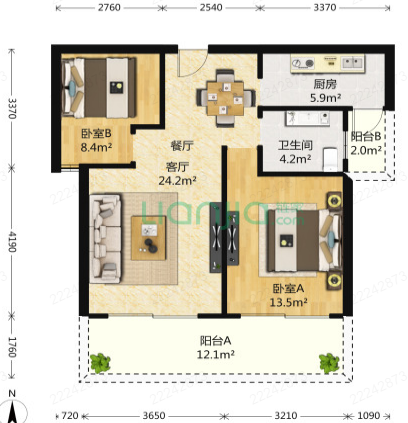 2760 2540 3370
3370
4190
1760
厨房
5.9m²
卧室B
8.4m²
餐厅
客厅
24.2m²
卫生间
4.2m²
阳台B
2.0m²
Lianjia
.com
卧室A
13.5m²
阳台A
12.1m²
N
720 3650 3210 1090